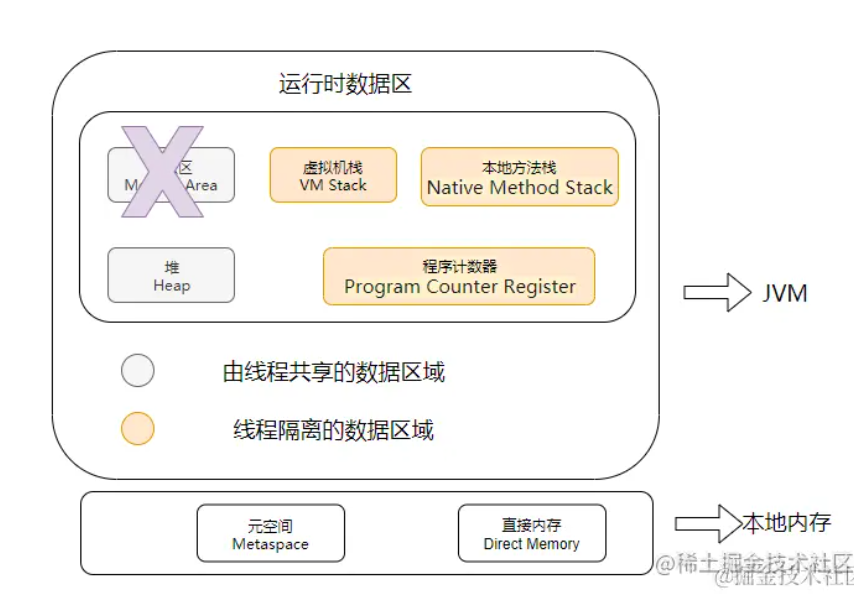 运行时数据区
区
Area
虚拟机栈
VM Stack
本地方法栈
Native Method Stack
堆
Heap
程序计数器
Program Counter Register
JVM
由线程共享的数据区域
线程隔离的数据区域
元空间
Metaspace
直接内存
Direct Memory
本地内存
@稀土掘金技术社区
@掘金技术社区